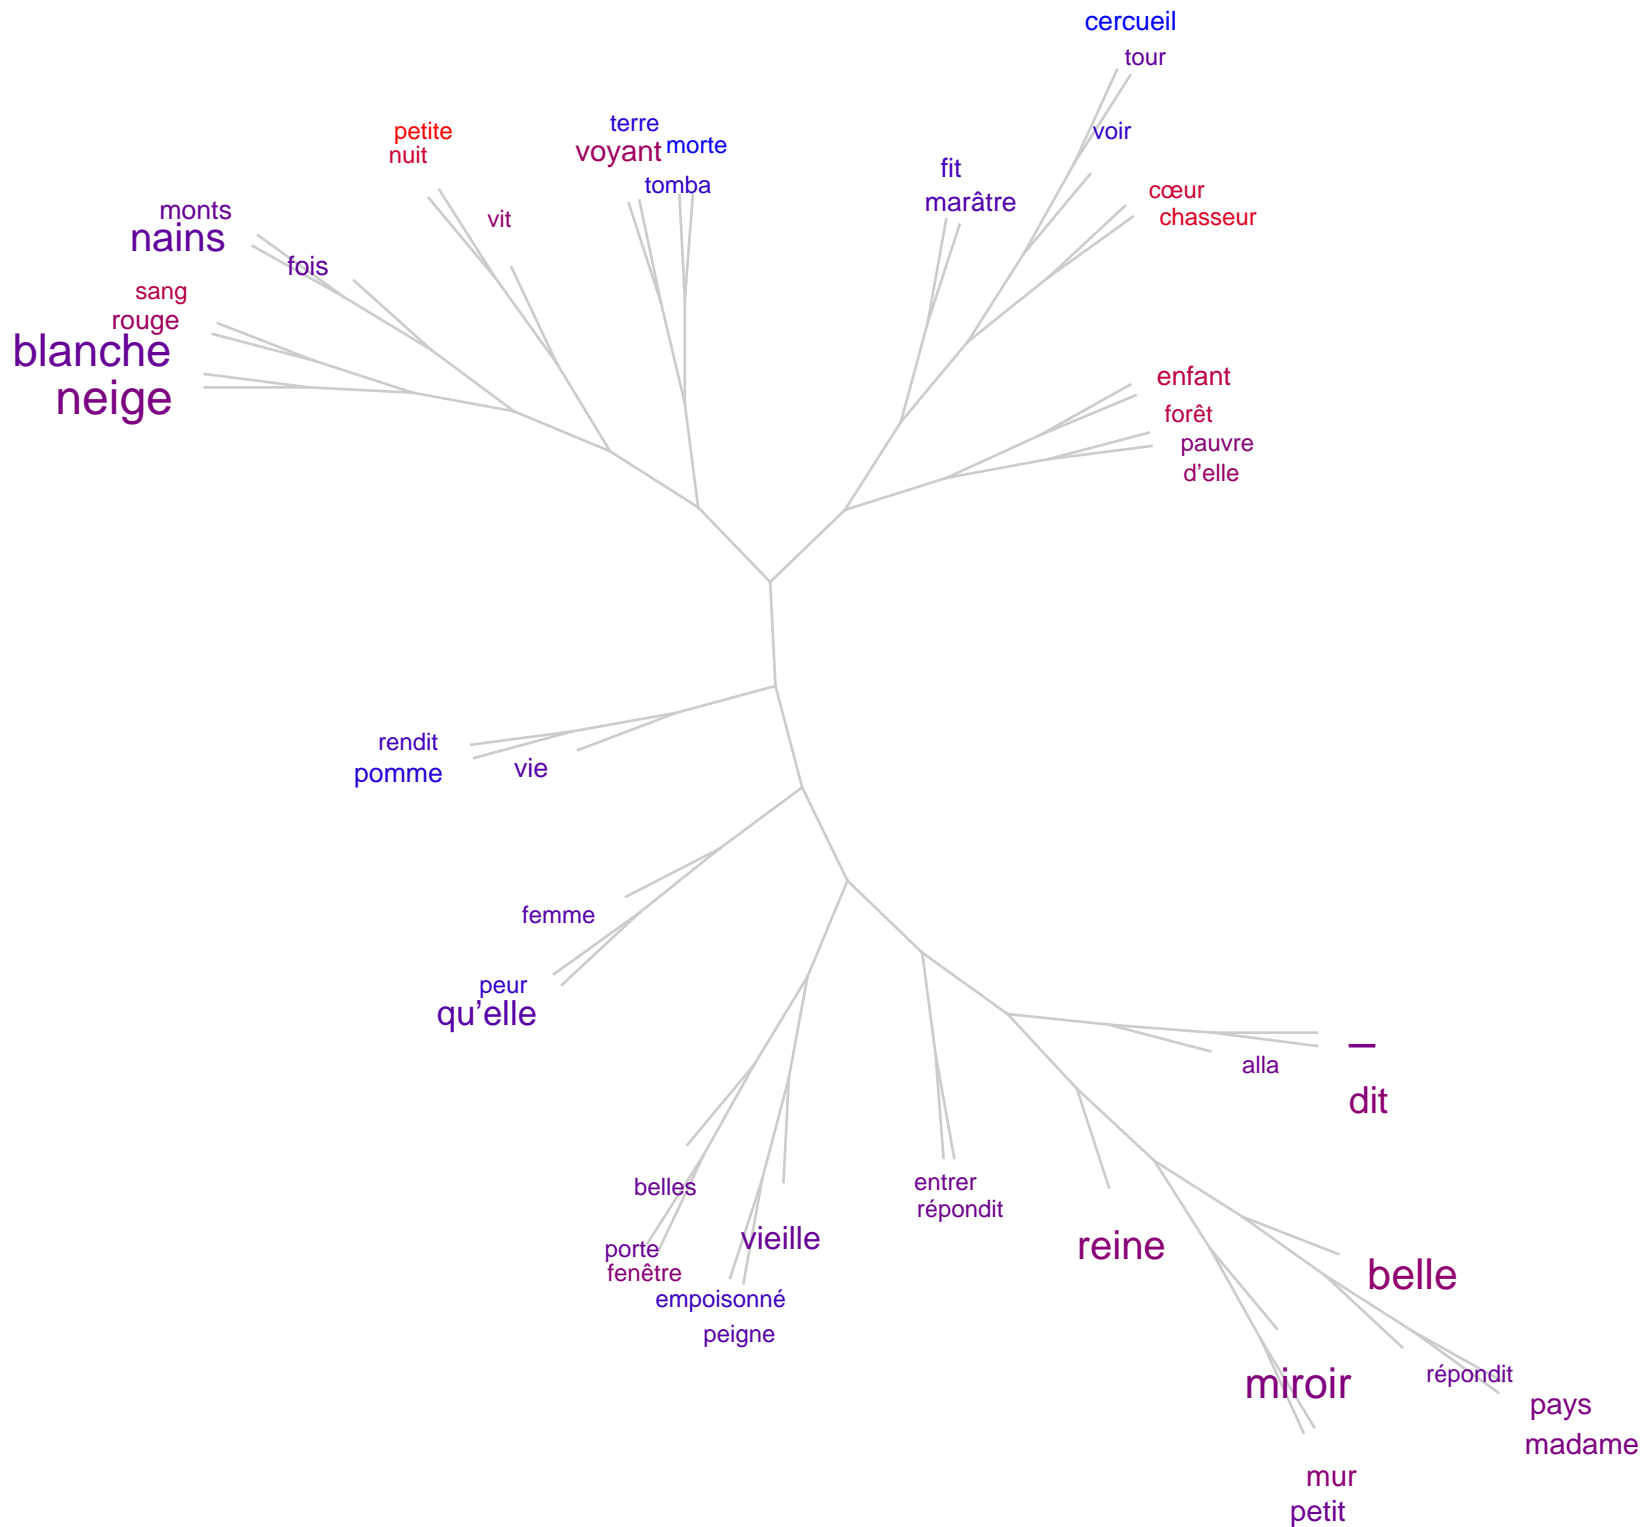 cercueil
tour
petite
nuit
terre
voyant
morte
tomba
voir
fit
marâtre
cœur
chasseur
monts
nains
vit
fois
sang
rouge
blanche
neige
enfant
forêt
pauvre
d’elle
rendit
pomme
vie
femme
peur
qu’elle
–
alla
dit
belles
entrer
répondit
porte
fenêtre
vieille
empoisonné
peigne
reine
belle
miroir
répondit
pays
madame
mur
petit